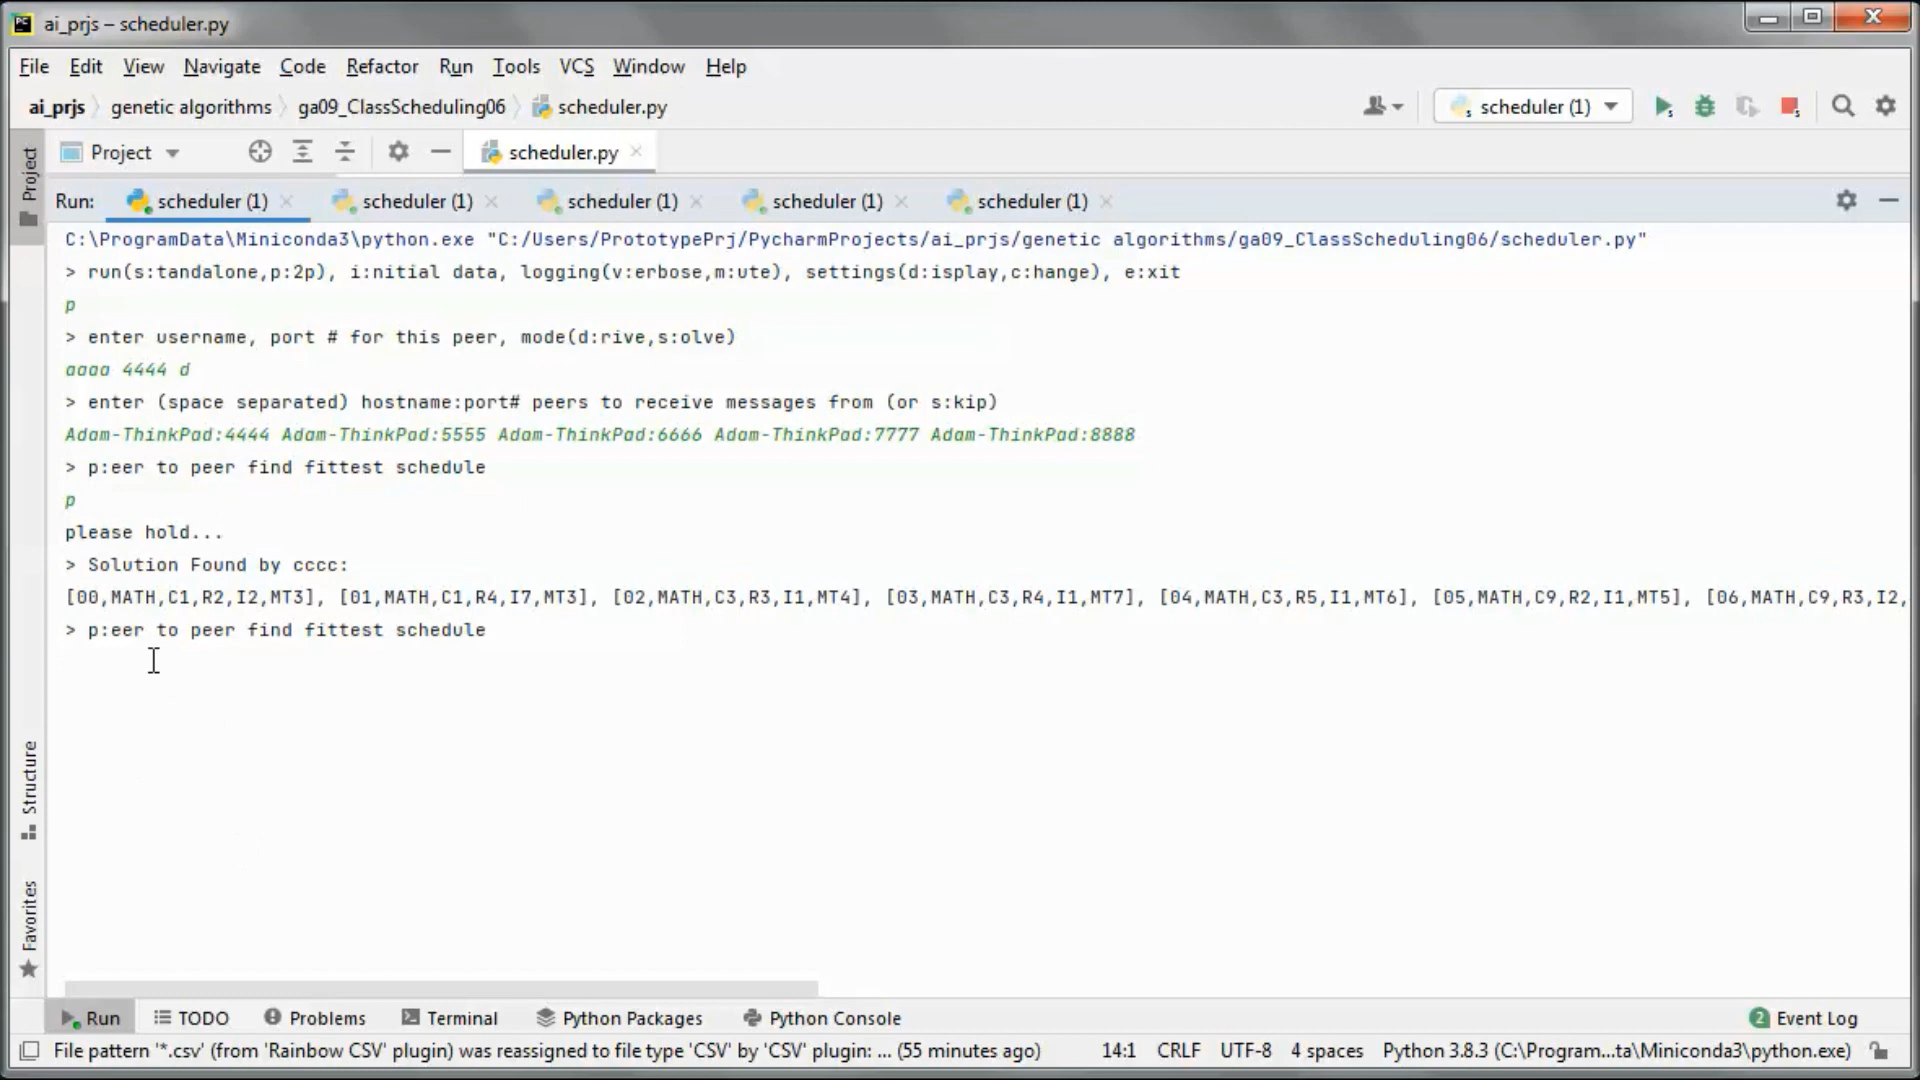 ai_prjs – scheduler.py
File Edit View Navigate Code Refactor Run Tools VCS Window Help
ai_prjs genetic algorithms ga09_ClassScheduling06 scheduler.py scheduler (1)
Project Project scheduler.py
Run: scheduler (1) scheduler (1) scheduler (1) scheduler (1) scheduler (1)
C:\ProgramData\Miniconda3\python.exe "C:/Users/PrototypePrj/PycharmProjects/ai_prjs/genetic algorithms/ga09_ClassScheduling06/scheduler.py"
> run(s:tandalone,p:2p), i:nitial data, logging(v:erbose,m:ute), settings(d:isplay,c:hange), e:xit
p
> enter username, port # for this peer, mode(d:rive,s:olve)
aaaa 4444 d
> enter (space separated) hostname:port# peers to receive messages from (or s:kip)
Adam-ThinkPad:4444 Adam-ThinkPad:5555 Adam-ThinkPad:6666 Adam-ThinkPad:7777 Adam-ThinkPad:8888
> p:eer to peer find fittest schedule
p
please hold...
> Solution Found by cccc:
[00,MATH,C1,R2,I2,MT3], [01,MATH,C1,R4,I7,MT3], [02,MATH,C3,R3,I1,MT4], [03,MATH,C3,R4,I1,MT7], [04,MATH,C3,R5,I1,MT6], [05,MATH,C9,R2,I1,MT5], [06,MATH,C9,R3,I2,
> p:eer to peer find fittest schedule
Structure
Favorites
Run TODO Problems Terminal Python Packages Python Console 2 Event Log
File pattern '*.csv' (from 'Rainbow CSV' plugin) was reassigned to file type 'CSV' by 'CSV' plugin: ... (55 minutes ago) 14:1 CRLF UTF-8 4 spaces Python 3.8.3 (C:\Program...ta\Miniconda3\python.exe)